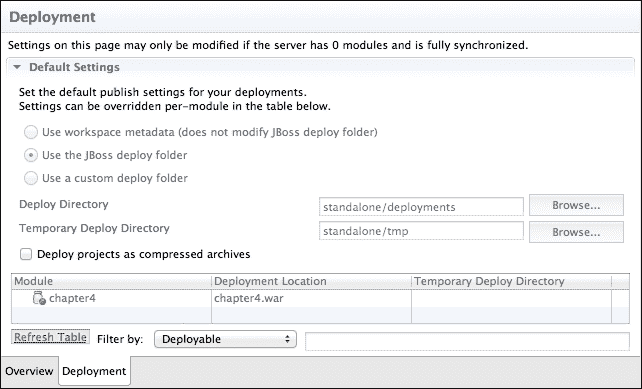 Deployment
Settings on this page may only be modified if the server has 0 modules and is fully synchronized.
Default Settings
Set the default publish settings for your deployments.
Settings can be overridden per-module in the table below.
Use workspace metadata (does not modify JBoss deploy folder)
Use the JBoss deploy folder
Use a custom deploy folder
Deploy Directory standalone/deployments Browse...
Temporary Deploy Directory standalone/tmp Browse...
Deploy projects as compressed archives
Module Deployment Location Temporary Deploy Directory
chapter4 chapter4.war
Refresh Table Filter by: Deployable
Overview Deployment